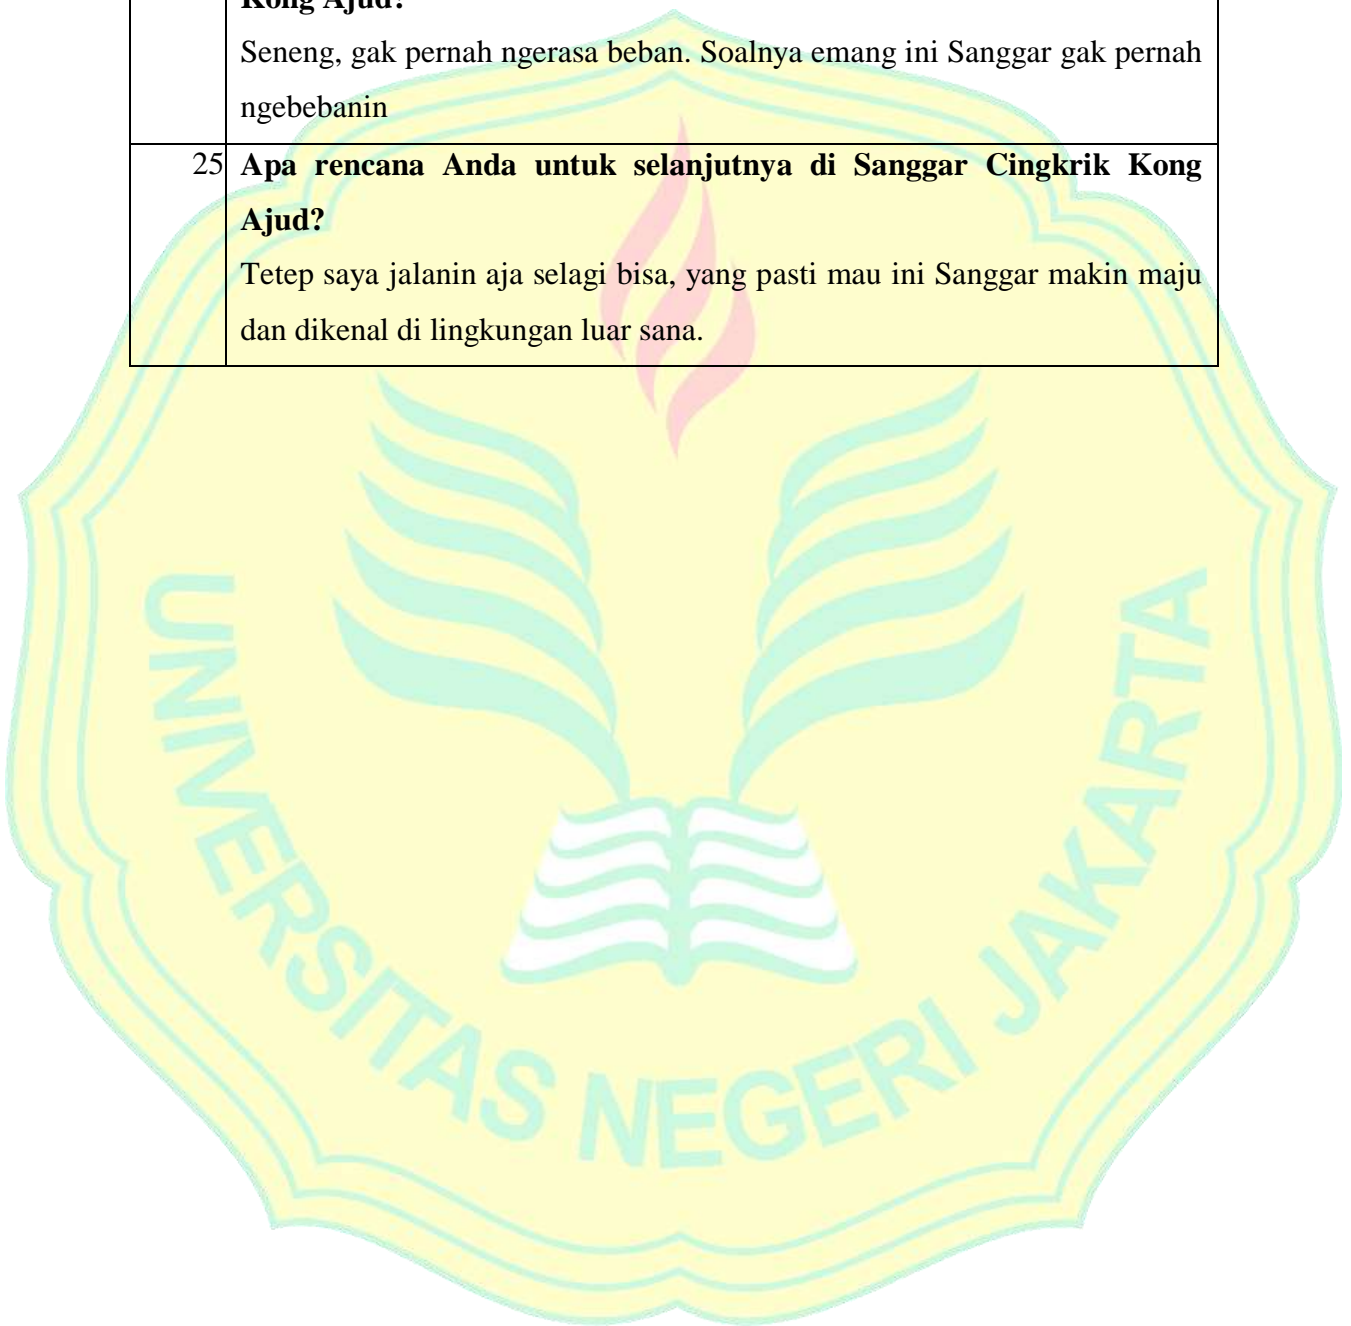 Kong Ajud?
Seneng, gak pernah ngerasa beban. Soalnya emang ini Sanggar gak pernah
ngebebanin
25 Apa rencana Anda untuk selanjutnya di Sanggar Cingkrik Kong
Ajud?
Tetep saya jalanin aja selagi bisa, yang pasti mau ini Sanggar makin maju
dan dikenal di lingkungan luar sana.
UNIVERSITAS NEGERI JAKARTA